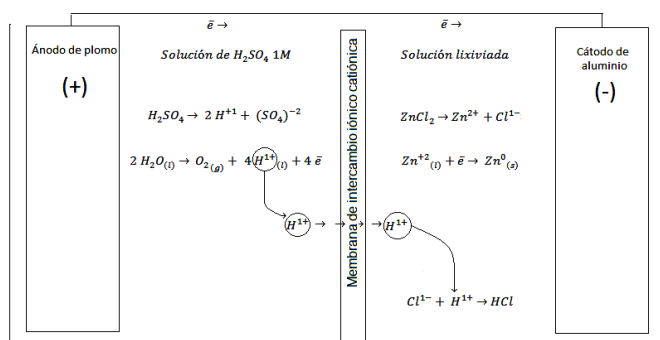 ē →
ē →
Ánodo de plomo
(+)
Solución de H₂SO₄ 1M
H₂SO₄ → 2 H⁺¹ + (SO₄)⁻²
2 H₂O₍ₗ₎ → O₂₍g₎ + 4H¹⁺₍ₗ₎ + 4 ē
H¹⁺ → →
Membrana de intercambio iónico catiónica
→ → H¹⁺
Solución lixiviada
ZnCl₂ → Zn²⁺ + Cl¹⁻
Zn⁺²₍ₗ₎ + ē → Zn⁰₍s₎
Cl¹⁻ + H¹⁺ → HCl
Cátodo de
aluminio
(-)